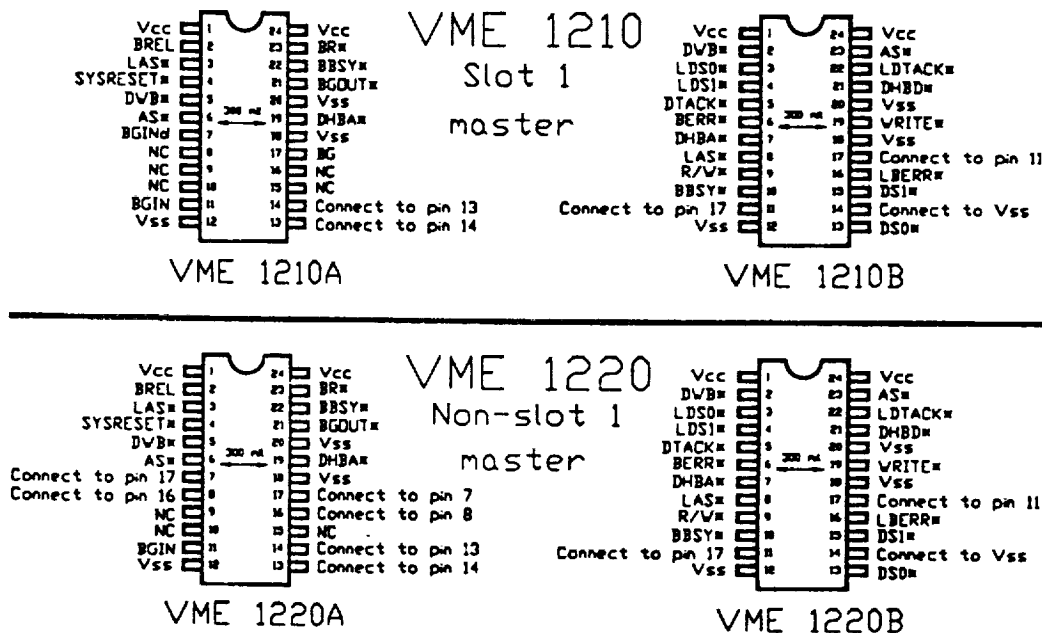 VME 1210
Slot 1
master
Vcc 1 24 Vcc
BREL 2 23 BR*
LAS* 3 22 BBSY*
SYSRESET* 4 21 BGOUT*
DWB* 5 20 Vss
AS* 6 300 mil 19 DHBA*
BGINd 7 18 Vss
NC 8 17 BG
NC 9 16 NC
NC 10 15 NC
BGIN 11 14 Connect to pin 13
Vss 12 13 Connect to pin 14
VME 1210A
Vcc 1 24 Vcc
DWB* 2 23 AS*
LDS0* 3 22 LDTACK*
LDS1* 4 21 DHBD*
DTACK* 5 20 Vss
BERR* 6 300 mil 19 WRITE*
DHBA* 7 18 Vss
LAS* 8 17 Connect to pin 11
R/W* 9 16 LBERR*
BBSY* 10 15 DS1*
Connect to pin 17 11 14 Connect to Vss
Vss 12 13 DS0*
VME 1210B
VME 1220
Non-slot 1
master
Vcc 1 24 Vcc
BREL 2 23 BR*
LAS* 3 22 BBSY*
SYSRESET* 4 21 BGOUT*
DWB* 5 20 Vss
AS* 6 300 mil 19 DHBA*
Connect to pin 17 7 18 Vss
Connect to pin 16 8 17 Connect to pin 7
NC 9 16 Connect to pin 8
NC 10 15 NC
BGIN 11 14 Connect to pin 13
Vss 12 13 Connect to pin 14
VME 1220A
Vcc 1 24 Vcc
DWB* 2 23 AS*
LDS0* 3 22 LDTACK*
LDS1* 4 21 DHBD*
DTACK* 5 20 Vss
BERR* 6 300 mil 19 WRITE*
DHBA* 7 18 Vss
LAS* 8 17 Connect to pin 11
R/W* 9 16 LBERR*
BBSY* 10 15 DS1*
Connect to pin 17 11 14 Connect to Vss
Vss 12 13 DS0*
VME 1220B